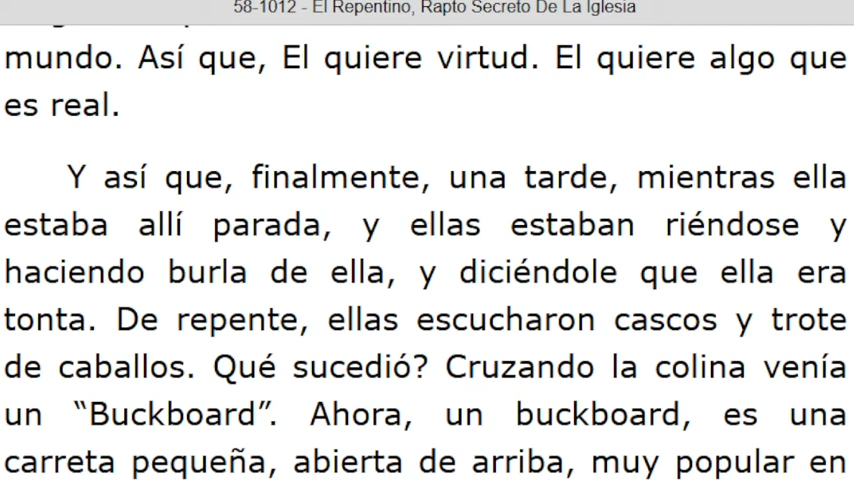 58-1012 - El Repentino, Rapto Secreto De La Iglesia
mundo. Así que, El quiere virtud. El quiere algo que
es real.
Y así que, finalmente, una tarde, mientras ella
estaba allí parada, y ellas estaban riéndose y
haciendo burla de ella, y diciéndole que ella era
tonta. De repente, ellas escucharon cascos y trote
de caballos. Qué sucedió? Cruzando la colina venía
un “Buckboard”. Ahora, un buckboard, es una
carreta pequeña, abierta de arriba, muy popular en